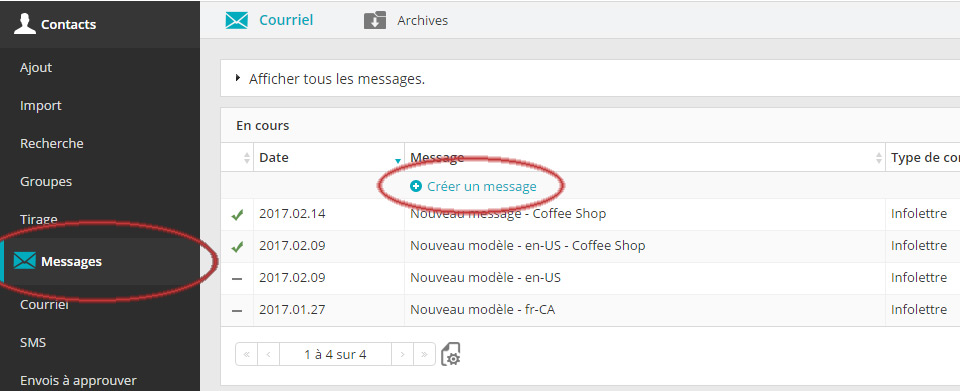 Contacts
Ajout
Import
Recherche
Groupes
Tirage
Messages
Courriel
SMS
Envois à approuver
Courriel
Archives
Afficher tous les messages.
En cours
Date Message Type de co
Créer un message
2017.02.14 Nouveau message - Coffee Shop Infolettre
2017.02.09 Nouveau modèle - en-US - Coffee Shop Infolettre
2017.02.09 Nouveau modèle - en-US Infolettre
2017.01.27 Nouveau modèle - fr-CA Infolettre
« ‹ 1 à 4 sur 4 › »